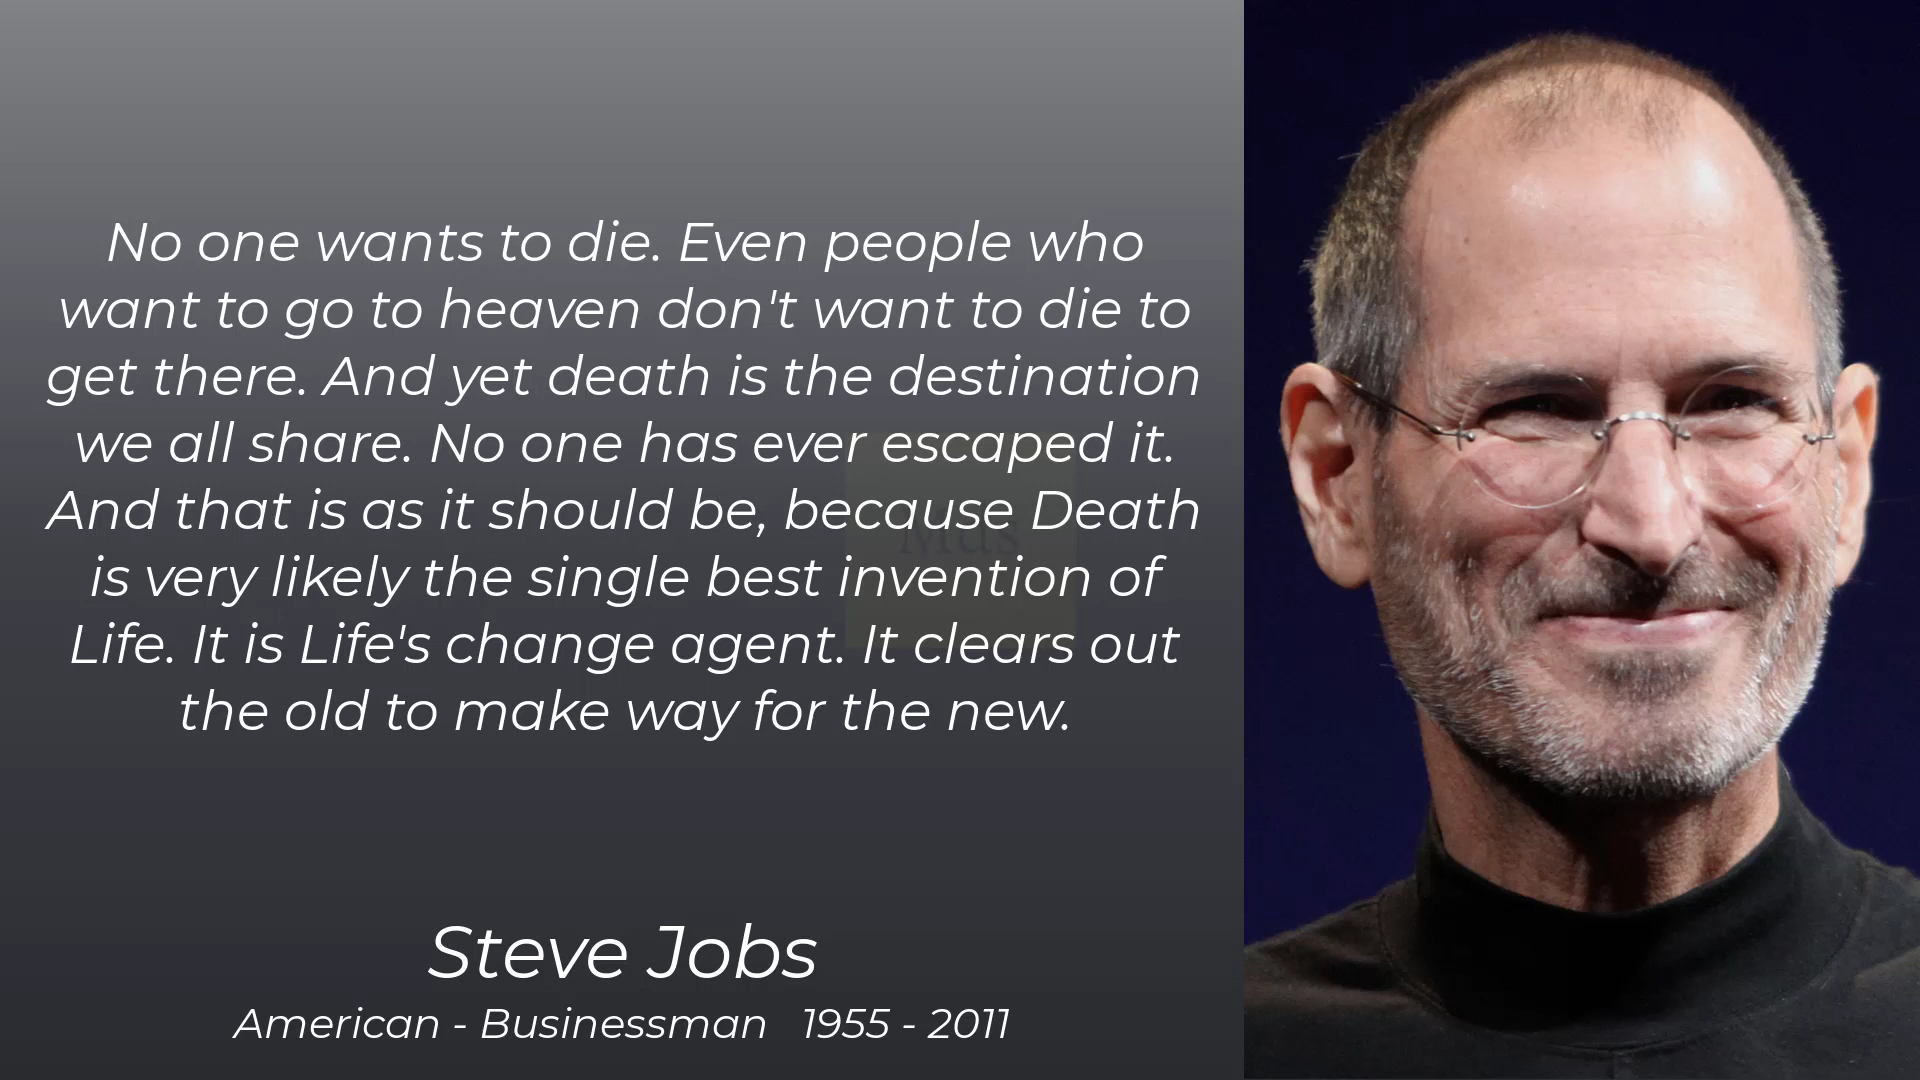 No one wants to die. Even people who
want to go to heaven don't want to die to
get there. And yet death is the destination
we all share. No one has ever escaped it.
And that is as it should be, because Death
is very likely the single best invention of
Life. It is Life's change agent. It clears out
the old to make way for the new.
Steve Jobs
American - Businessman 1955 - 2011